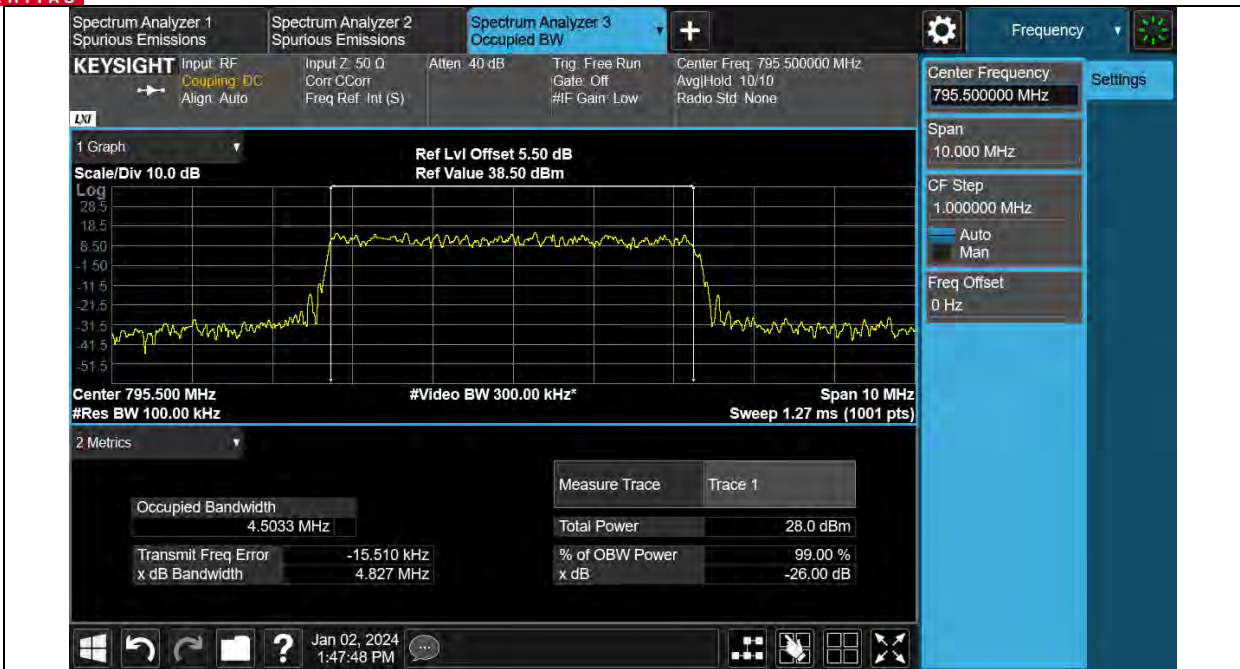 Spectrum Analyzer 1
Spurious Emissions
Spectrum Analyzer 2
Spurious Emissions
Spectrum Analyzer 3
Occupied BW
Frequency
KEYSIGHT
Input: RF
Coupling: DC
Align: Auto
Input Z: 50 Ω
Corr CCorr
Freq Ref: Int (S)
Atten: 40 dB
Trig: Free Run
Gate: Off
#IF Gain: Low
Center Freq: 795.500000 MHz
Avg|Hold: 10/10
Radio Std: None
LXI
Center Frequency
795.500000 MHz
Settings
Span
10.000 MHz
CF Step
1.000000 MHz
Auto
Man
Freq Offset
0 Hz
1 Graph
Scale/Div 10.0 dB
Ref Lvl Offset 5.50 dB
Ref Value 38.50 dBm
Log
28.5
18.5
8.50
-1.50
-11.5
-21.5
-31.5
-41.5
-51.5
Center 795.500 MHz
#Video BW 300.00 kHz*
Span 10 MHz
#Res BW 100.00 kHz
Sweep 1.27 ms (1001 pts)
2 Metrics
Measure Trace
Trace 1
Occupied Bandwidth
4.5033 MHz
Total Power
28.0 dBm
Transmit Freq Error
-15.510 kHz
% of OBW Power
99.00 %
x dB Bandwidth
4.827 MHz
x dB
-26.00 dB
Jan 02, 2024
1:47:48 PM